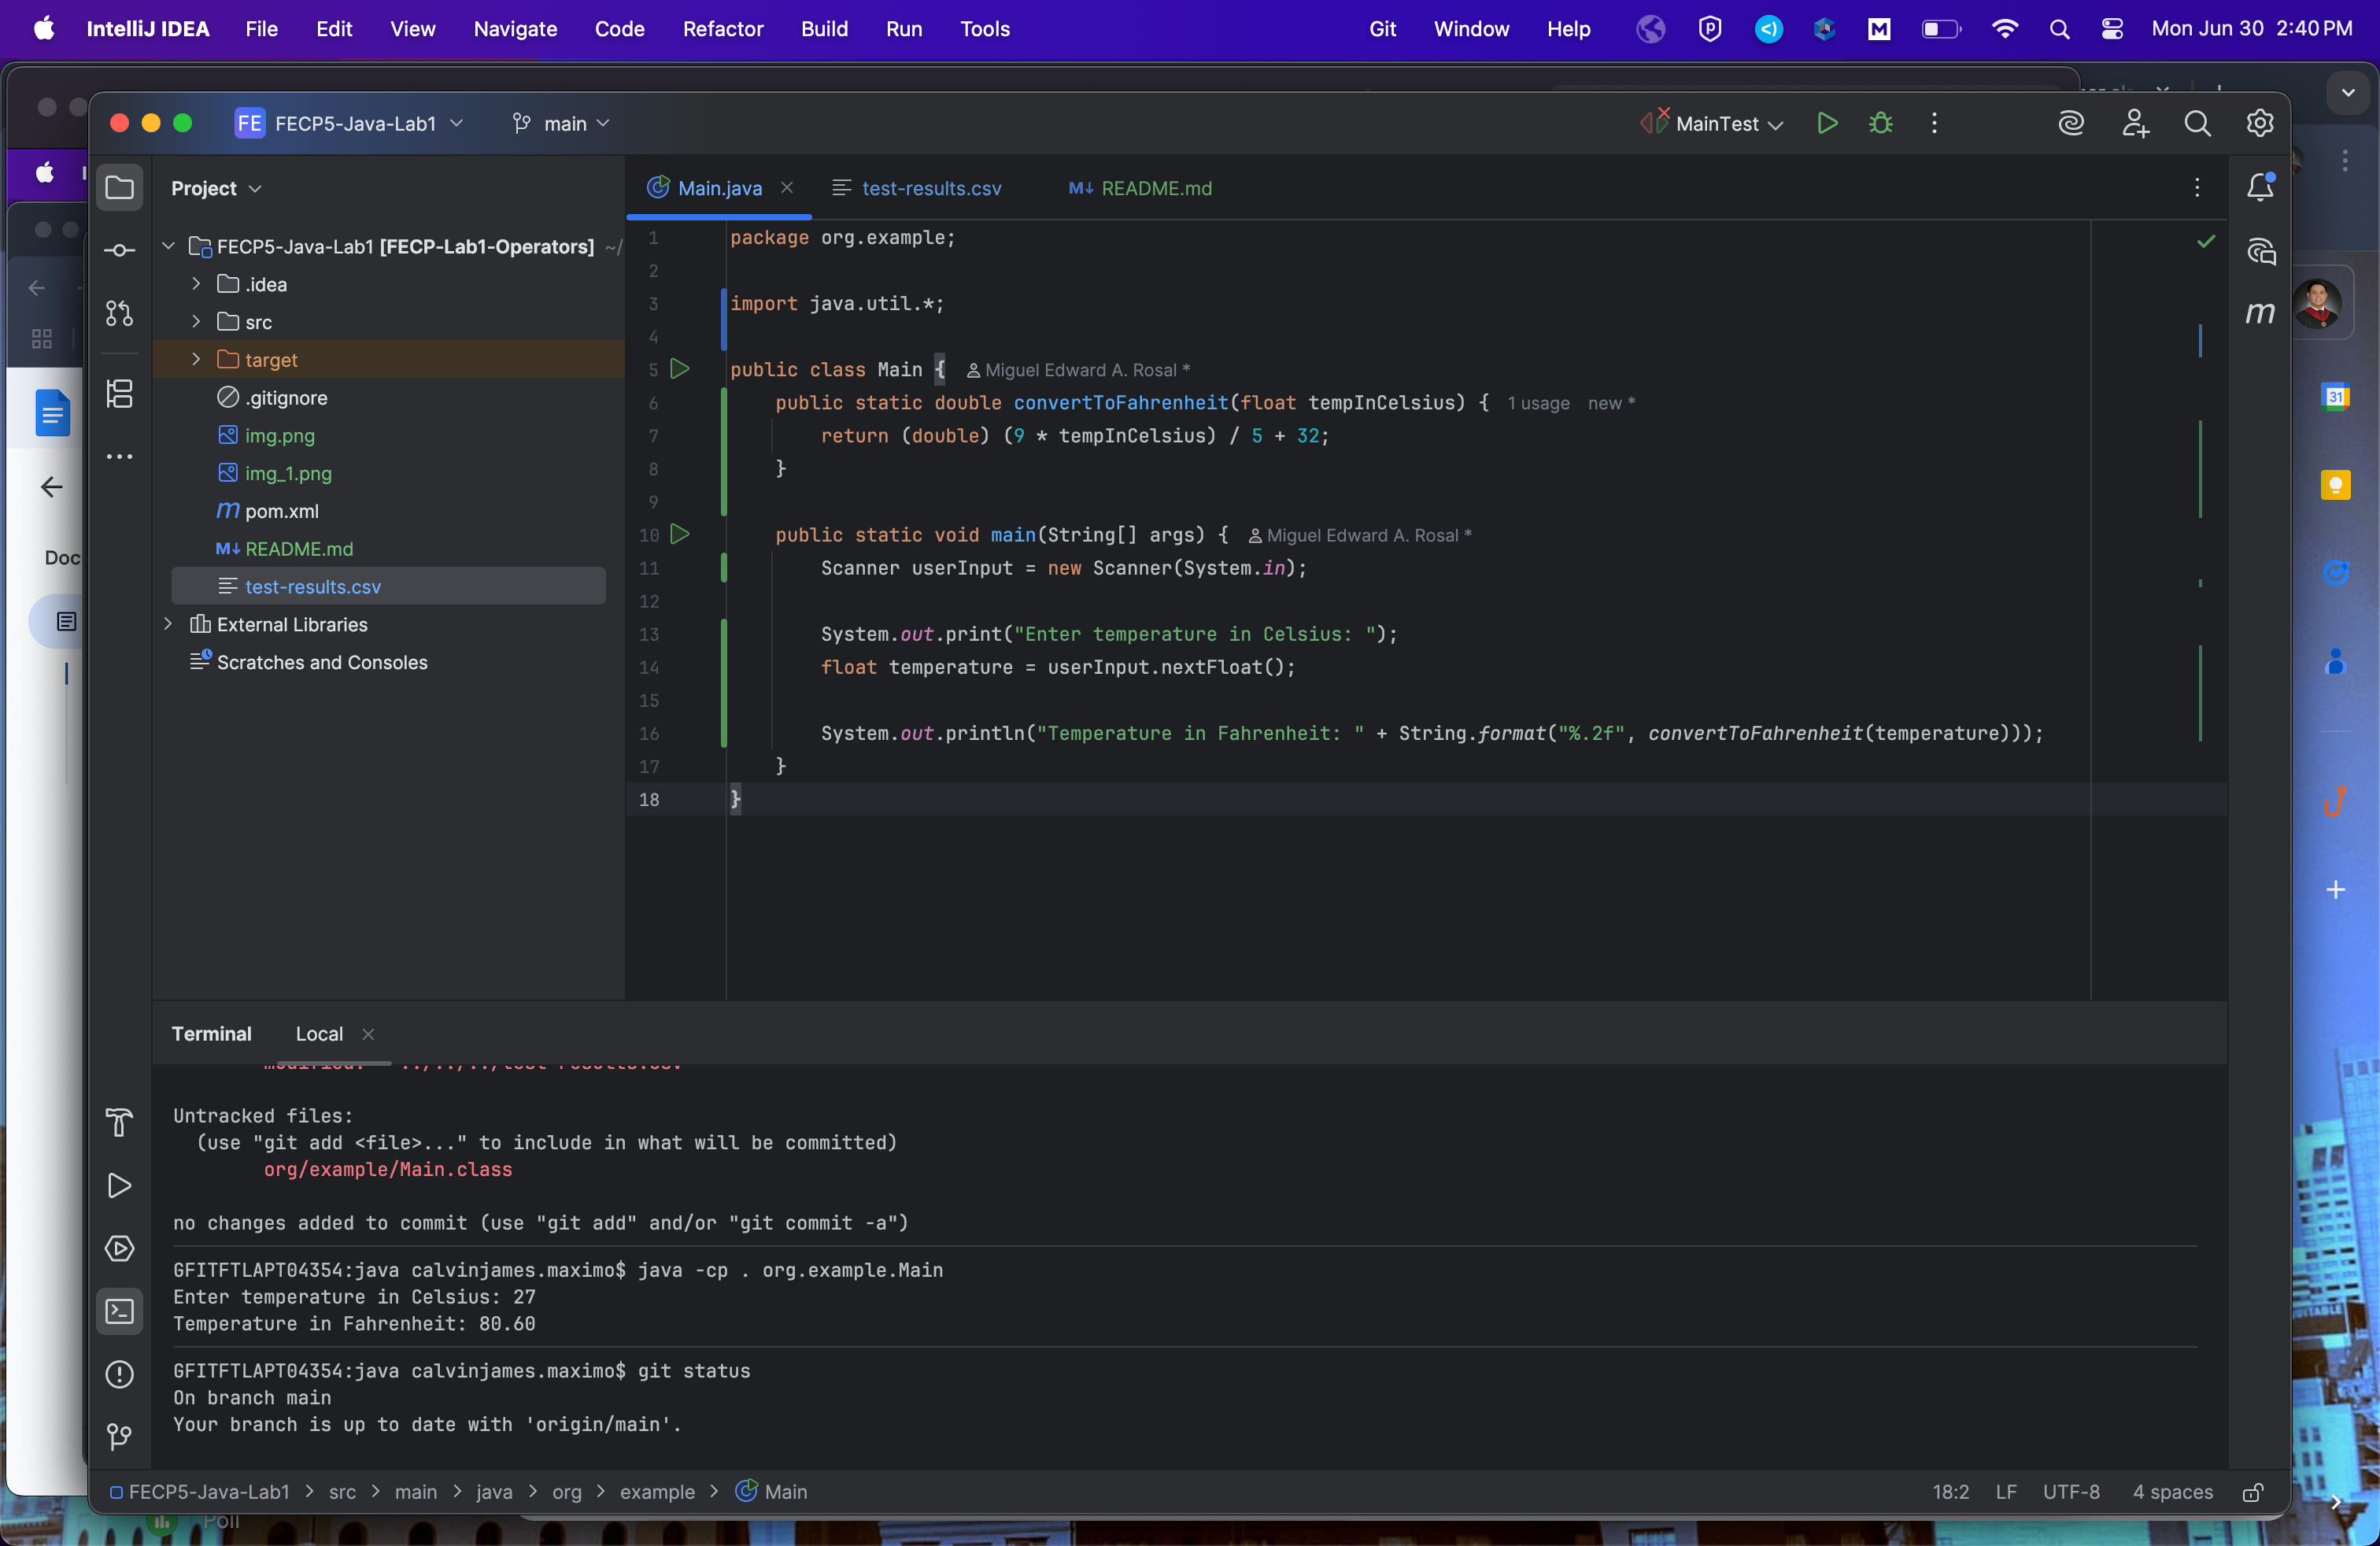 IntelliJ IDEA File Edit View Navigate Code Refactor Build Run Tools Git Window Help Mon Jun 30 2:40 PM
FE FECP5-Java-Lab1 main MainTest
Project
Main.java test-results.csv M↓ README.md
FECP5-Java-Lab1 [FECP-Lab1-Operators] ~/
.idea
src
target
.gitignore
img.png
img_1.png
m pom.xml
M↓ README.md
test-results.csv
External Libraries
Scratches and Consoles
1 package org.example;
2
3 import java.util.*;
4
5 public class Main { Miguel Edward A. Rosal *
6 public static double convertToFahrenheit(float tempInCelsius) { 1 usage new *
7 return (double) (9 * tempInCelsius) / 5 + 32;
8 }
9
10 public static void main(String[] args) { Miguel Edward A. Rosal *
11 Scanner userInput = new Scanner(System.in);
12
13 System.out.print("Enter temperature in Celsius: ");
14 float temperature = userInput.nextFloat();
15
16 System.out.println("Temperature in Fahrenheit: " + String.format("%.2f", convertToFahrenheit(temperature)));
17 }
18 }
m
31
Doc
Terminal Local
modified: ../../../test-results.csv
Untracked files:
(use "git add <file>..." to include in what will be committed)
org/example/Main.class
no changes added to commit (use "git add" and/or "git commit -a")
GFITFTLAPT04354:java calvinjames.maximo$ java -cp . org.example.Main
Enter temperature in Celsius: 27
Temperature in Fahrenheit: 80.60
GFITFTLAPT04354:java calvinjames.maximo$ git status
On branch main
Your branch is up to date with 'origin/main'.
FECP5-Java-Lab1 > src > main > java > org > example > Main
18:2 LF UTF-8 4 spaces
Poll